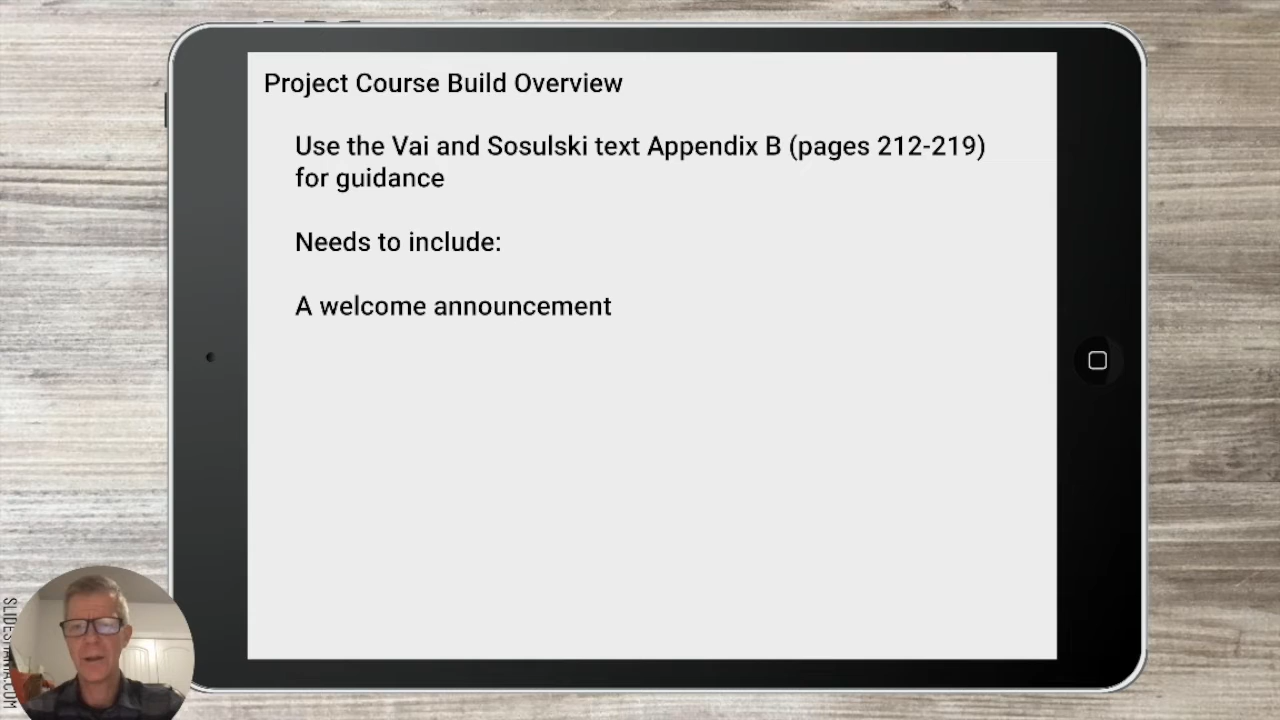 Project Course Build Overview
Use the Vai and Sosulski text Appendix B (pages 212-219)
for guidance
Needs to include:
A welcome announcement